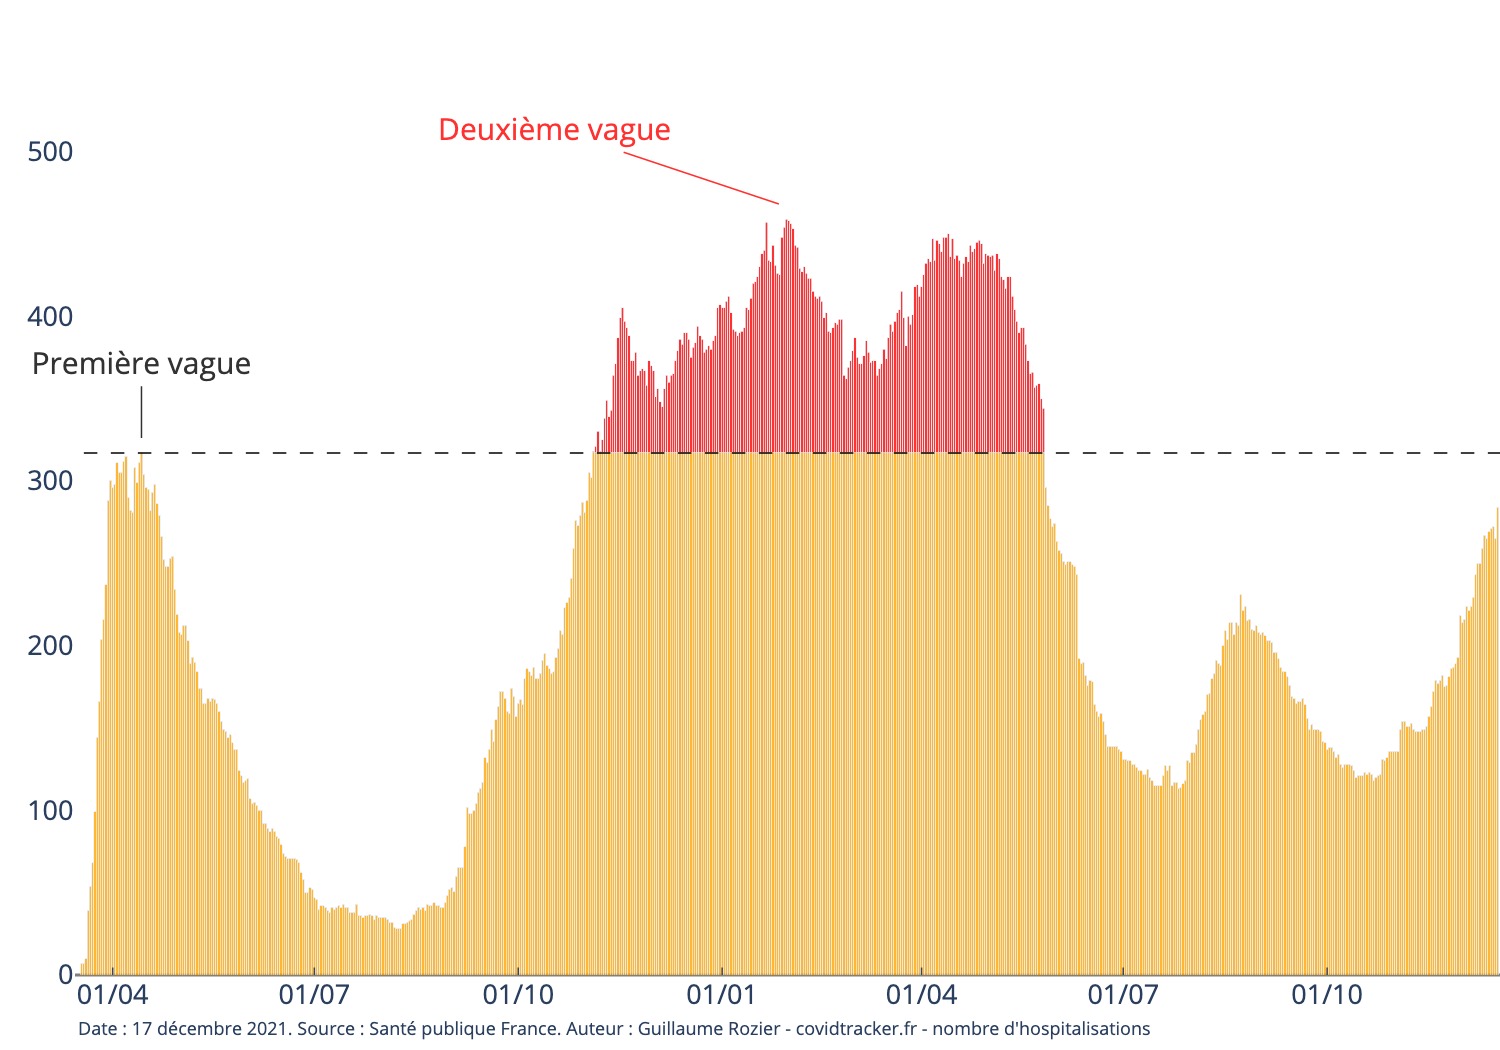 Deuxième vague
500
400
Première vague
300
200
100
0
01/04 01/07 01/10 01/01 01/04 01/07 01/10
Date : 17 décembre 2021. Source : Santé publique France. Auteur : Guillaume Rozier - covidtracker.fr - nombre d'hospitalisations